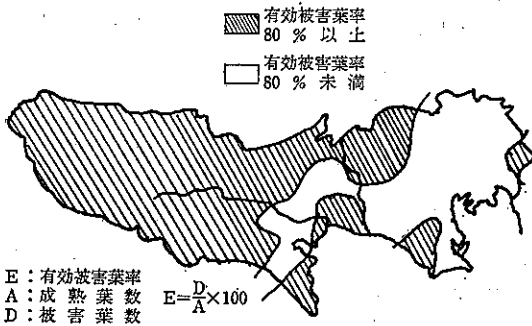 有効被害葉率
80 % 以上
有効被害葉率
80 % 未満
E：有効被害葉率
A：成熟葉数
D：被害葉数
E=D/A×100